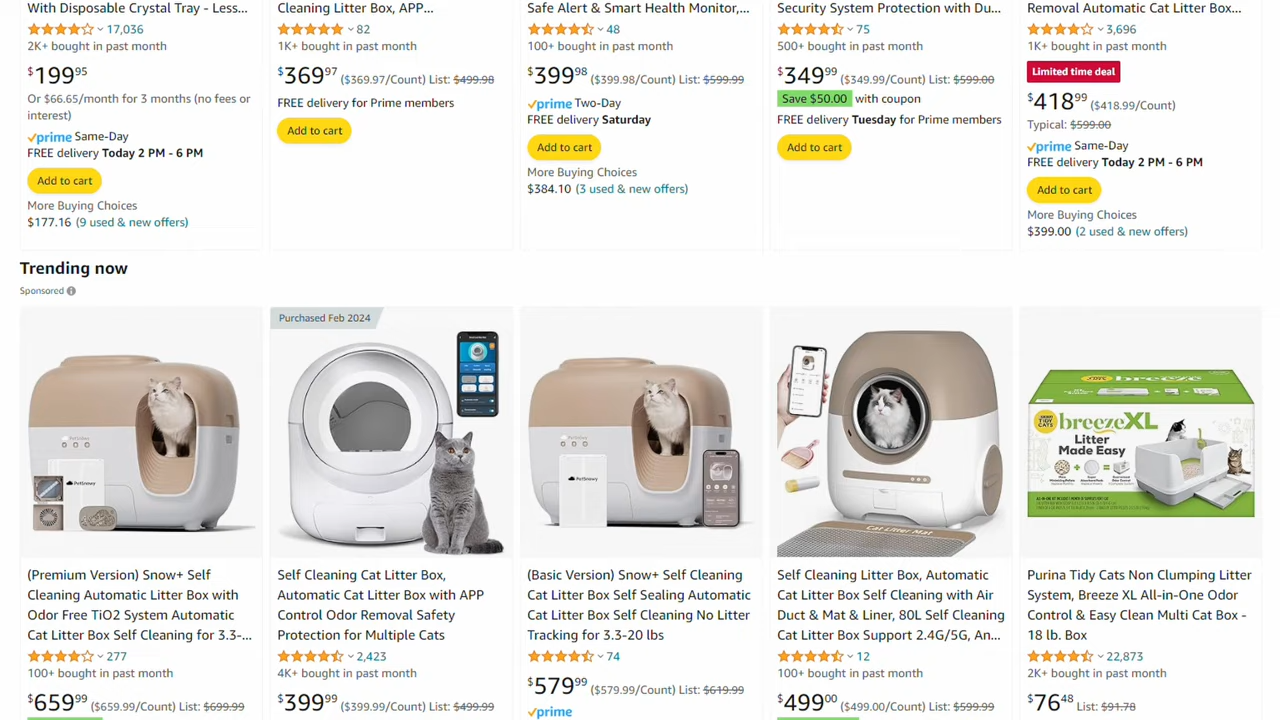 With Disposable Crystal Tray - Less...
17,036
2K+ bought in past month
$199.95
Or $66.65/month for 3 months (no fees or
interest)
prime Same-Day
FREE delivery Today 2 PM - 6 PM
Add to cart
More Buying Choices
$177.16 (9 used & new offers)
Cleaning Litter Box, APP...
82
1K+ bought in past month
$369.97 ($369.97/Count) List: $499.98
FREE delivery for Prime members
Add to cart
Safe Alert & Smart Health Monitor,...
48
100+ bought in past month
$399.98 ($399.98/Count) List: $599.99
prime Two-Day
FREE delivery Saturday
Add to cart
More Buying Choices
$384.10 (3 used & new offers)
Security System Protection with Du...
75
500+ bought in past month
$349.99 ($349.99/Count) List: $599.00
Save $50.00 with coupon
FREE delivery Tuesday for Prime members
Add to cart
Removal Automatic Cat Litter Box...
3,696
1K+ bought in past month
Limited time deal
$418.99 ($418.99/Count)
Typical: $599.00
prime Same-Day
FREE delivery Today 2 PM - 6 PM
Add to cart
More Buying Choices
$399.00 (2 used & new offers)
Trending now
Sponsored
PetSnowy
(Premium Version) Snow+ Self
Cleaning Automatic Litter Box with
Odor Free TiO2 System Automatic
Cat Litter Box Self Cleaning for 3.3-...
277
100+ bought in past month
$659.99 ($659.99/Count) List: $699.99
Purchased Feb 2024
Self Cleaning Cat Litter Box,
Automatic Cat Litter Box with APP
Control Odor Removal Safety
Protection for Multiple Cats
2,423
4K+ bought in past month
$399.99 ($399.99/Count) List: $499.99
PetSnowy
(Basic Version) Snow+ Self Cleaning
Cat Litter Box Self Sealing Automatic
Cat Litter Box Self Cleaning No Litter
Tracking for 3.3-20 lbs
74
$579.99 ($579.99/Count) List: $619.99
prime
Cat Litter Mat
Self Cleaning Litter Box, Automatic
Cat Litter Box Self Cleaning with Air
Duct & Mat & Liner, 80L Self Cleaning
Cat Litter Box Support 2.4G/5G, An...
12
100+ bought in past month
$499.00 ($499.00/Count) List: $599.99
breeze
TIDY CATS
breezeXL
Litter
Made Easy
Purina Tidy Cats Non Clumping Litter
System, Breeze XL All-in-One Odor
Control & Easy Clean Multi Cat Box -
18 lb. Box
22,873
2K+ bought in past month
$76.48 List: $91.78